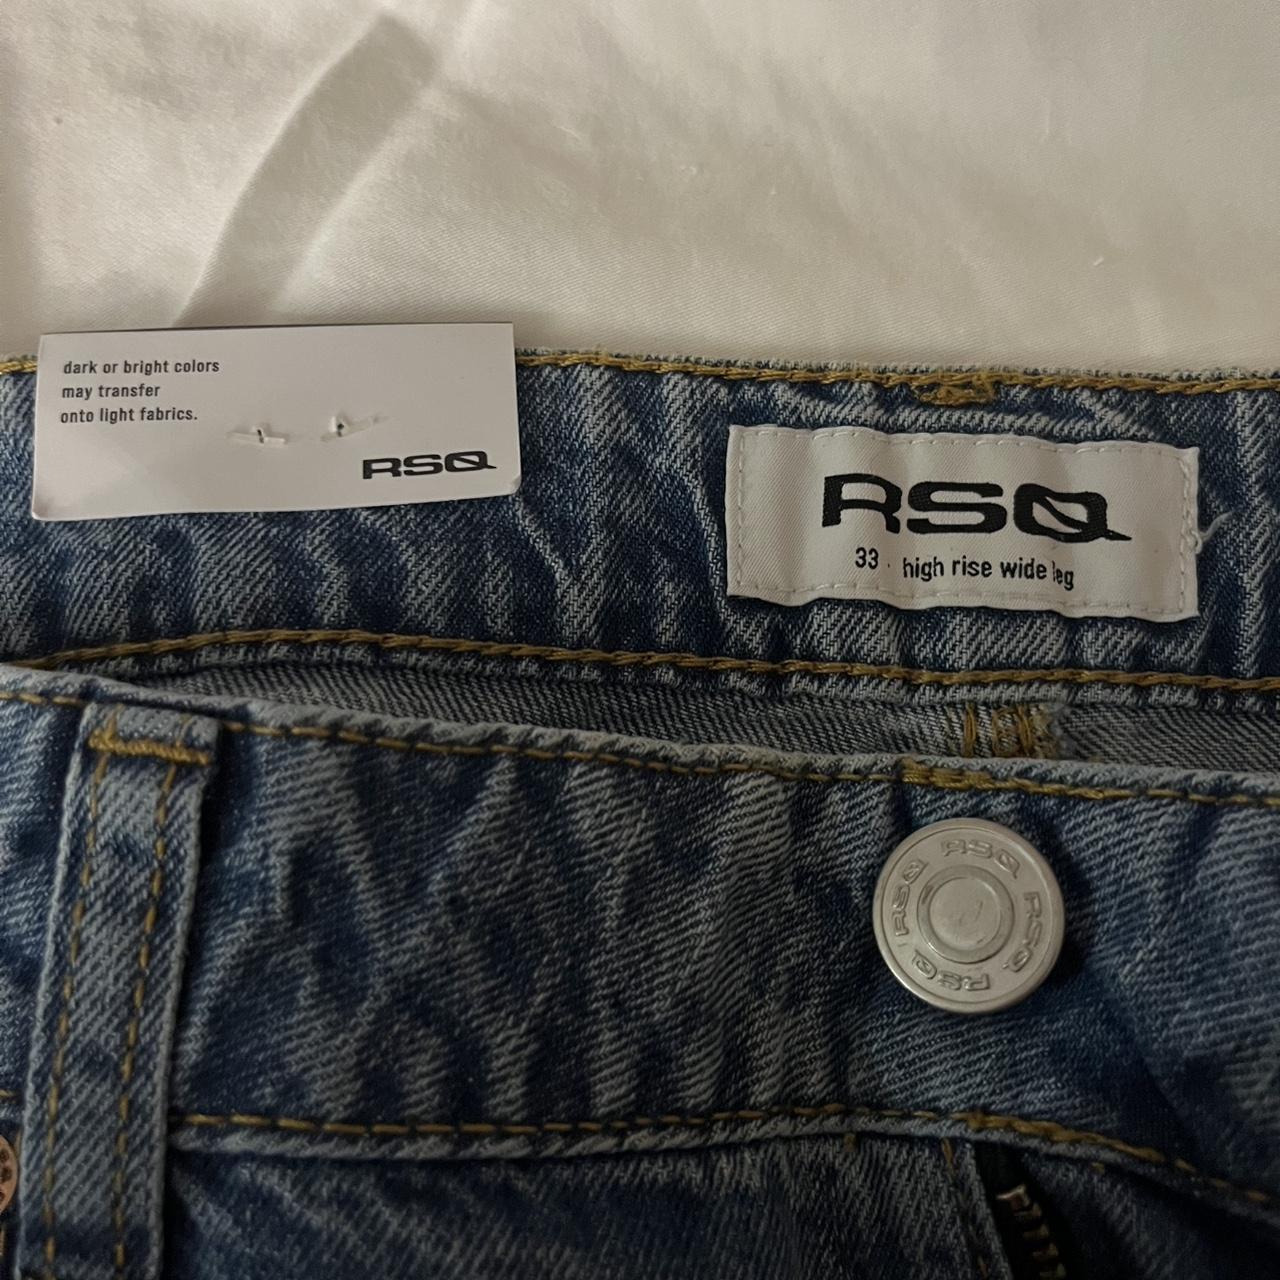 dark or bright colors
may transfer
onto light fabrics.
RSQ
RSQ
33 . high rise wide leg
RSQ RSQ RSQ RSQ